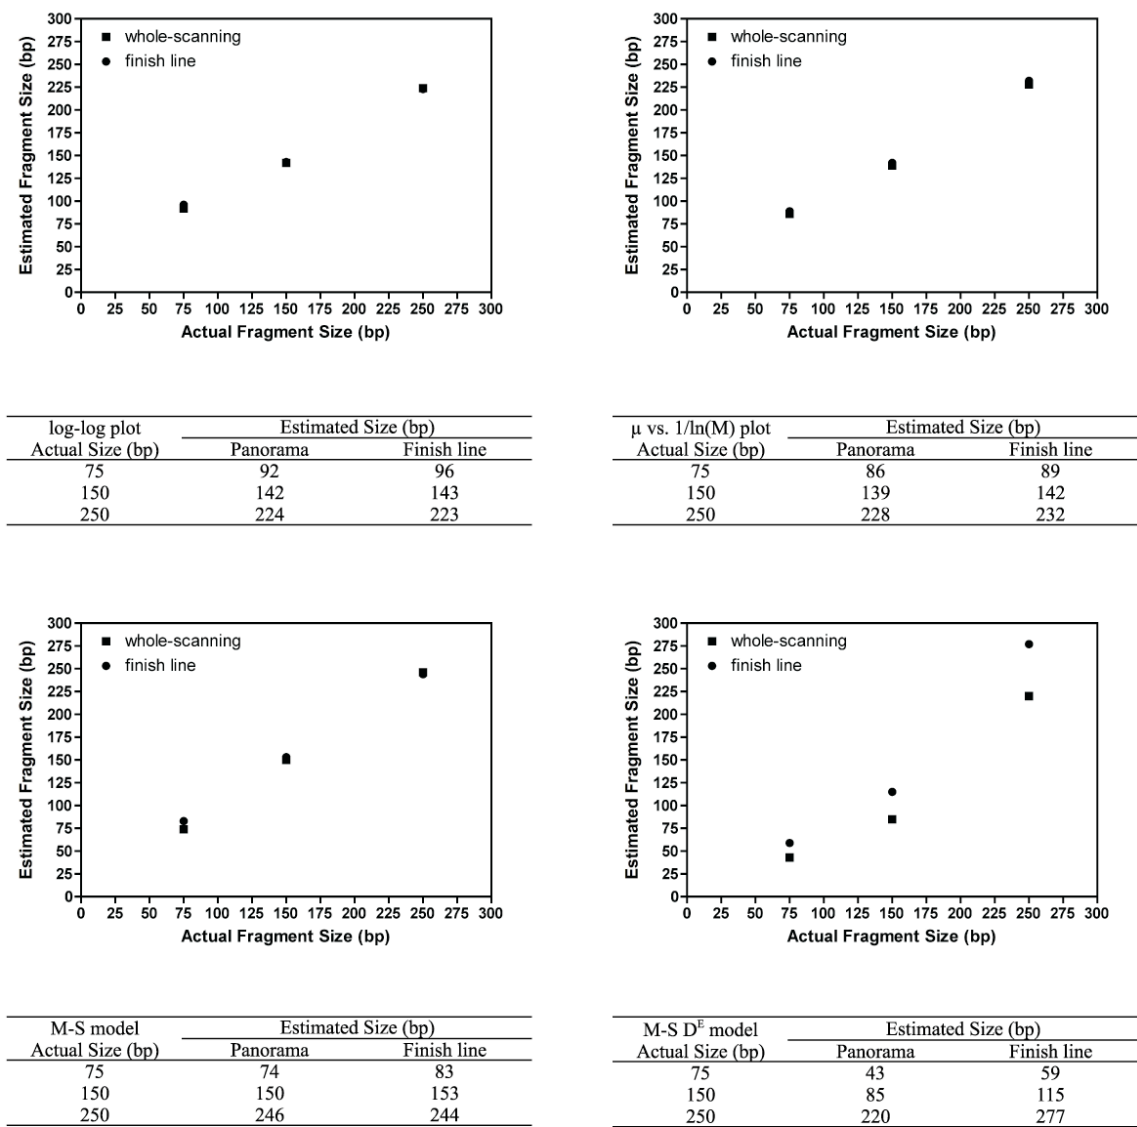 300
275
250
225
200
175
150
125
100
75
50
25
0
Estimated Fragment Size (bp)
whole-scanning
finish line
0 25 50 75 100 125 150 175 200 225 250 275 300
Actual Fragment Size (bp)
300
275
250
225
200
175
150
125
100
75
50
25
0
Estimated Fragment Size (bp)
whole-scanning
finish line
0 25 50 75 100 125 150 175 200 225 250 275 300
Actual Fragment Size (bp)
log-log plot Estimated Size (bp)
Actual Size (bp) Panorama Finish line
75 92 96
150 142 143
250 224 223
µ vs. 1/ln(M) plot Estimated Size (bp)
Actual Size (bp) Panorama Finish line
75 86 89
150 139 142
250 228 232
300
275
250
225
200
175
150
125
100
75
50
25
0
Estimated Fragment Size (bp)
whole-scanning
finish line
0 25 50 75 100 125 150 175 200 225 250 275 300
Actual Fragment Size (bp)
300
275
250
225
200
175
150
125
100
75
50
25
0
Estimated Fragment Size (bp)
whole-scanning
finish line
0 25 50 75 100 125 150 175 200 225 250 275 300
Actual Fragment Size (bp)
M-S model Estimated Size (bp)
Actual Size (bp) Panorama Finish line
75 74 83
150 150 153
250 246 244
M-S Dᴱ model Estimated Size (bp)
Actual Size (bp) Panorama Finish line
75 43 59
150 85 115
250 220 277